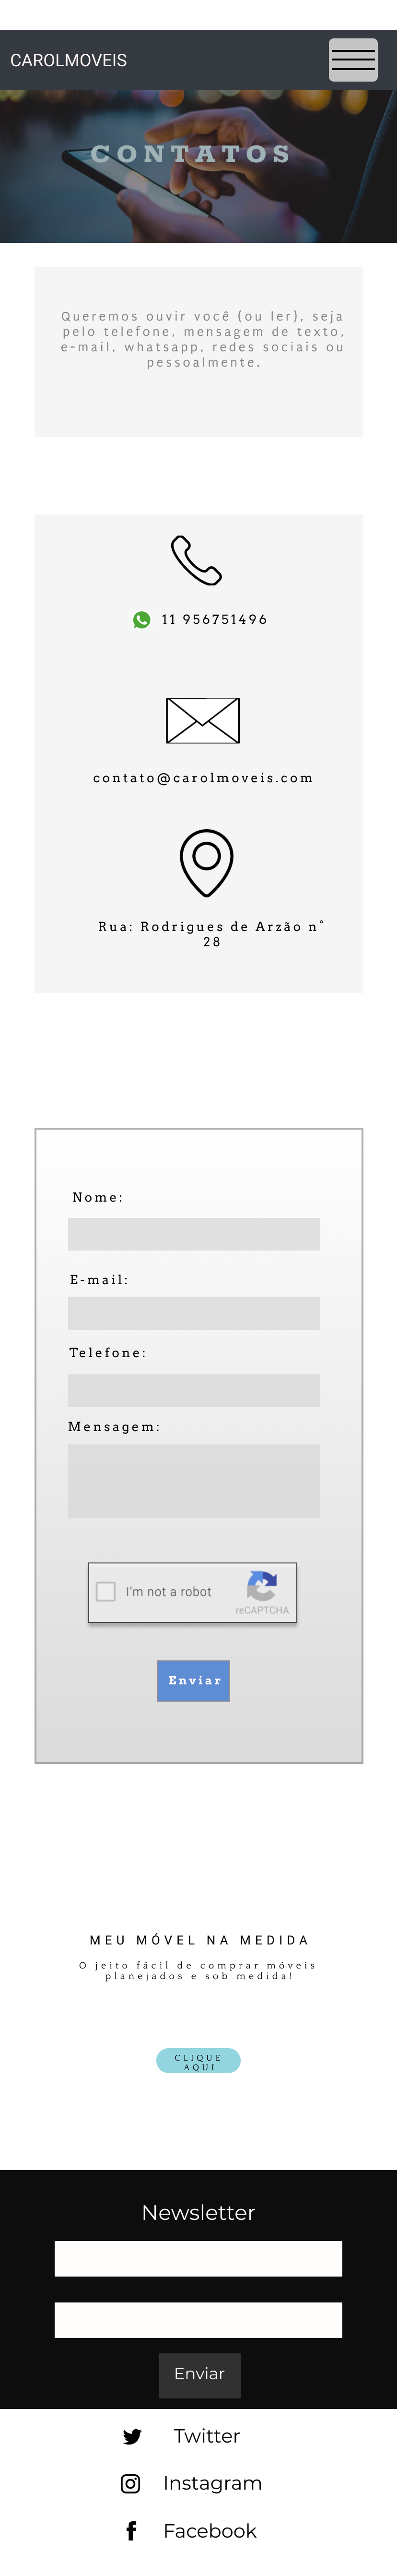 CAROLMOVEIS
CONTATOS
Queremos ouvir você (ou ler), seja
pelo telefone, mensagem de texto,
e-mail, whatsapp, redes sociais ou
pessoalmente.
11 956751496
contato@carolmoveis.com
Rua: Rodrigues de Arzão n°
28
Nome:
E-mail:
Telefone:
Mensagem:
I'm not a robot
reCAPTCHA
Enviar
MEU MÓVEL NA MEDIDA
O jeito fácil de comprar móveis
planejados e sob medida!
CLIQUE
AQUI
Newsletter
Enviar
Twitter
Instagram
Facebook